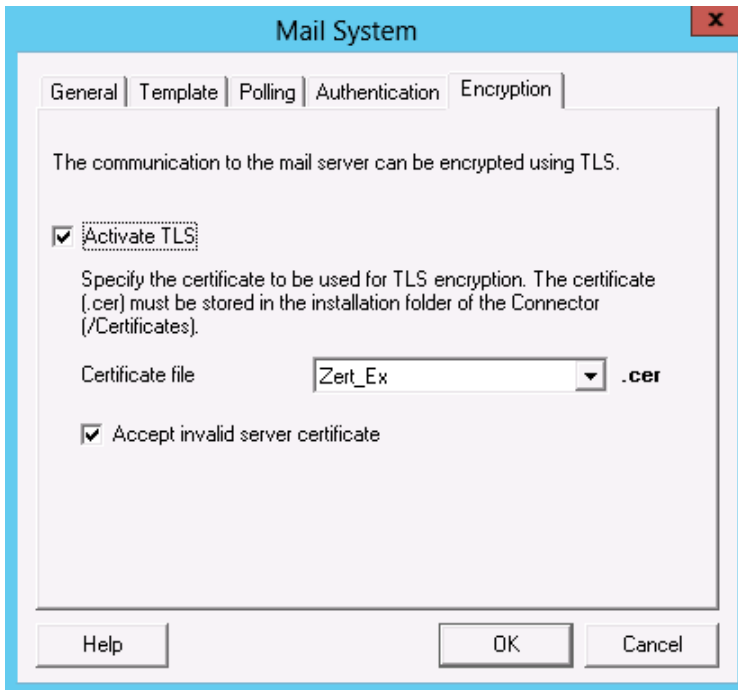 Mail System
x
General Template Polling Authentication Encryption
The communication to the mail server can be encrypted using TLS.
Activate TLS
Specify the certificate to be used for TLS encryption. The certificate
(.cer) must be stored in the installation folder of the Connector
(/Certificates).
Certificate file Zert_Ex .cer
Accept invalid server certificate
Help OK Cancel